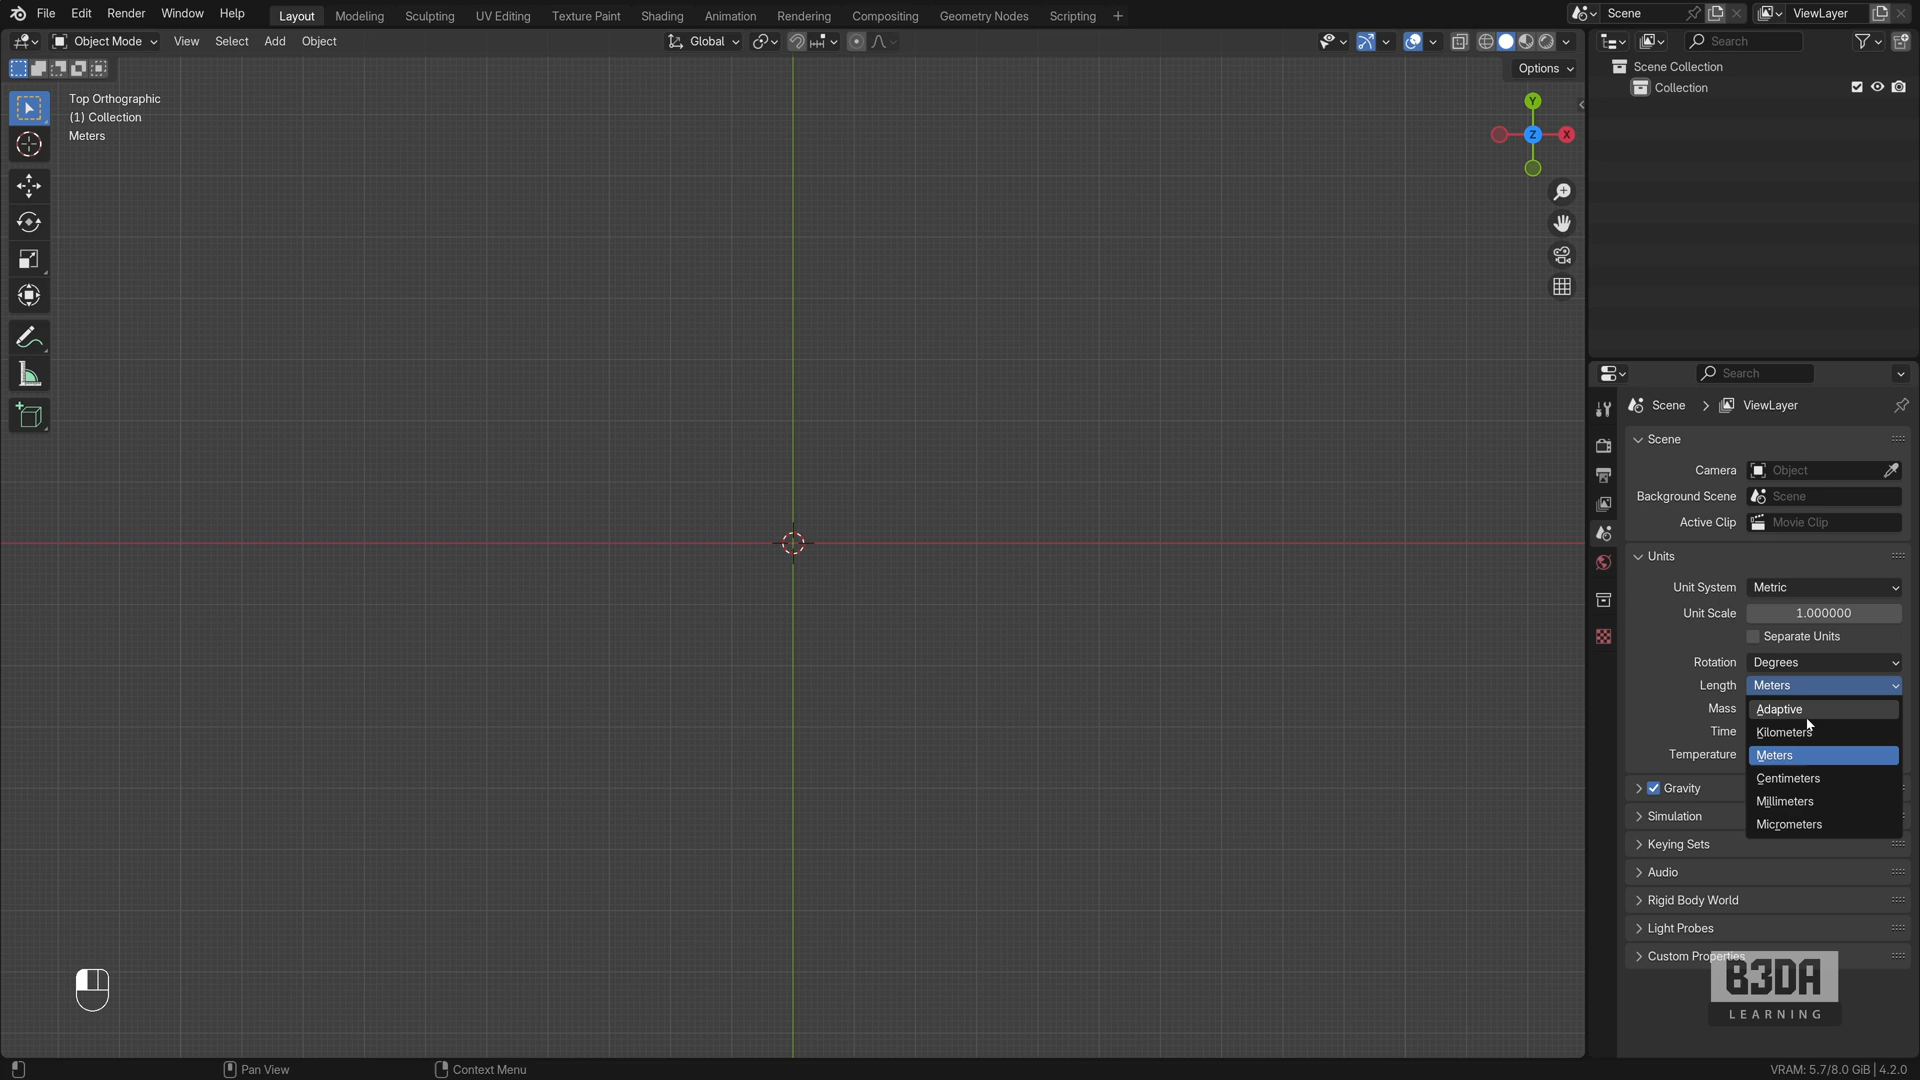 File Edit Render Window Help Layout Modeling Sculpting UV Editing Texture Paint Shading Animation Rendering Compositing Geometry Nodes Scripting + Scene ViewLayer
Object Mode View Select Add Object Global Search
Options
Top Orthographic
(1) Collection
Meters
Y
Z
X
Scene Collection
Collection
Search
Scene > ViewLayer
Scene
Camera Object
Background Scene Scene
Active Clip Movie Clip
Units
Unit System Metric
Unit Scale 1.000000
Separate Units
Rotation Degrees
Length Meters
Mass Adaptive
Time Kilometers
Temperature Meters
Centimeters
Gravity
Millimeters
Simulation
Micrometers
Keying Sets
Audio
Rigid Body World
Light Probes
Custom Properties
B3DA
LEARNING
Pan View Context Menu VRAM: 5.7/8.0 GiB | 4.2.0